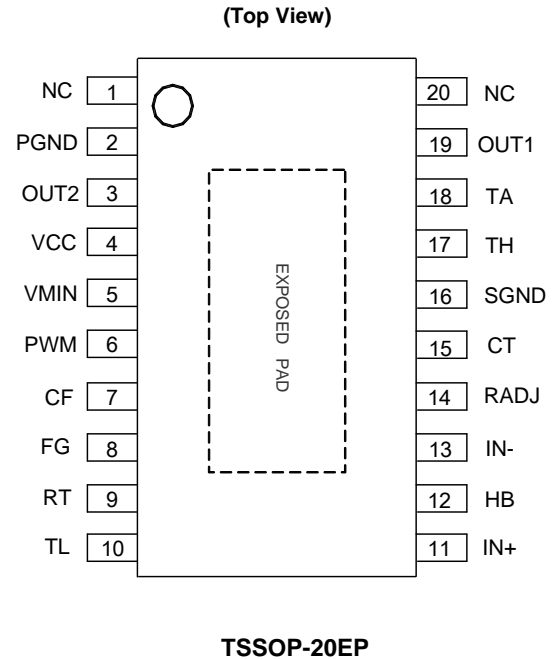 (Top View)
NC 1
20 NC
PGND 2
19 OUT1
OUT2 3
18 TA
VCC 4
17 TH
VMIN 5
16 SGND
PWM 6
15 CT
CF 7
14 RADJ
FG 8
13 IN-
RT 9
12 HB
TL 10
11 IN+
EXPOSED PAD
TSSOP-20EP